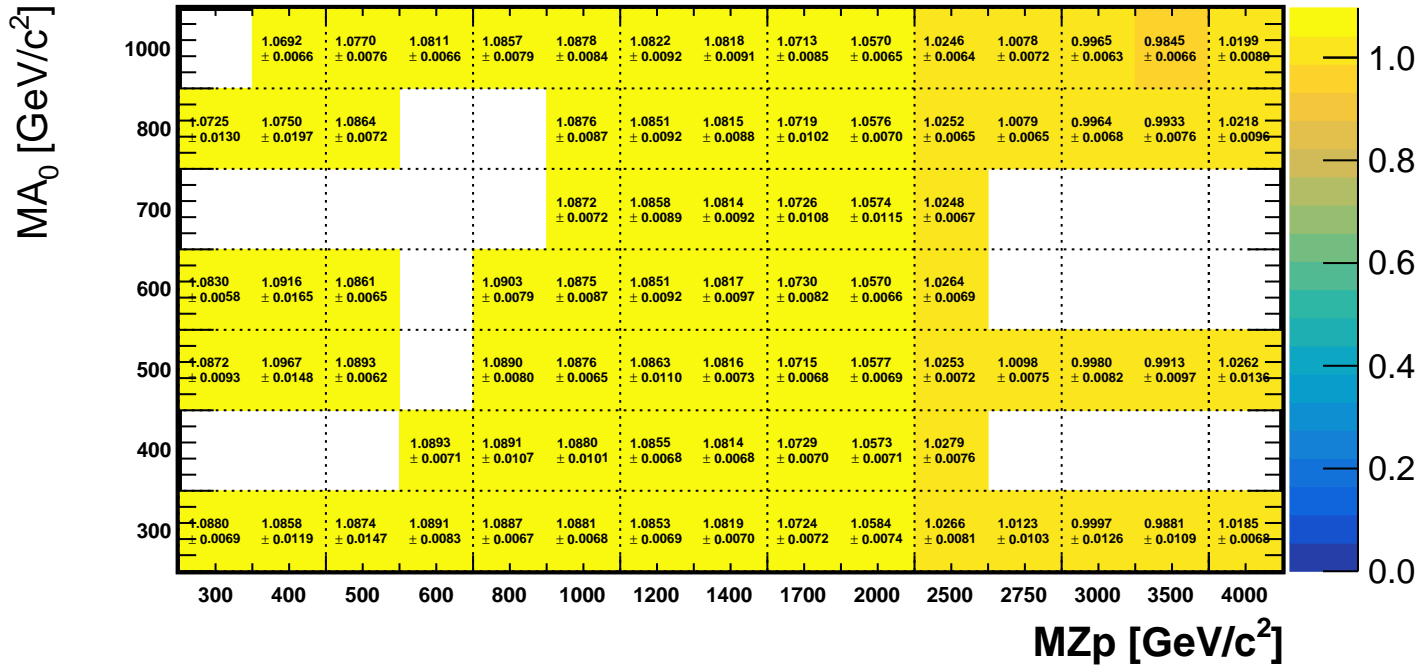 MA0 [GeV/c2]
1000
1.0692 1.0770 1.0811 1.0857 1.0878 1.0822 1.0818 1.0713 1.0570 1.0246 1.0078 0.9965 0.9845 1.0199
± 0.0066 ± 0.0076 ± 0.0066 ± 0.0079 ± 0.0084 ± 0.0092 ± 0.0091 ± 0.0085 ± 0.0065 ± 0.0064 ± 0.0072 ± 0.0063 ± 0.0066 ± 0.0080
800
1.0725 1.0750 1.0864 1.0876 1.0851 1.0815 1.0719 1.0576 1.0252 1.0079 0.9964 0.9933 1.0218
± 0.0130 ± 0.0197 ± 0.0072 ± 0.0087 ± 0.0092 ± 0.0088 ± 0.0102 ± 0.0070 ± 0.0065 ± 0.0065 ± 0.0068 ± 0.0076 ± 0.0096
700
1.0872 1.0858 1.0814 1.0726 1.0574 1.0248
± 0.0072 ± 0.0089 ± 0.0092 ± 0.0108 ± 0.0115 ± 0.0067
600
1.0830 1.0916 1.0861 1.0903 1.0875 1.0851 1.0817 1.0730 1.0570 1.0264
± 0.0058 ± 0.0165 ± 0.0065 ± 0.0079 ± 0.0087 ± 0.0092 ± 0.0097 ± 0.0082 ± 0.0066 ± 0.0069
500
1.0872 1.0967 1.0893 1.0890 1.0876 1.0863 1.0816 1.0715 1.0577 1.0253 1.0098 0.9980 0.9913 1.0262
± 0.0093 ± 0.0148 ± 0.0062 ± 0.0080 ± 0.0065 ± 0.0110 ± 0.0073 ± 0.0068 ± 0.0069 ± 0.0072 ± 0.0075 ± 0.0082 ± 0.0097 ± 0.0136
400
1.0893 1.0891 1.0880 1.0855 1.0814 1.0729 1.0573 1.0279
± 0.0071 ± 0.0107 ± 0.0101 ± 0.0068 ± 0.0068 ± 0.0070 ± 0.0071 ± 0.0076
300
1.0880 1.0858 1.0874 1.0891 1.0887 1.0881 1.0853 1.0819 1.0724 1.0584 1.0266 1.0123 0.9997 0.9881 1.0185
± 0.0069 ± 0.0119 ± 0.0147 ± 0.0083 ± 0.0067 ± 0.0068 ± 0.0069 ± 0.0070 ± 0.0072 ± 0.0074 ± 0.0081 ± 0.0103 ± 0.0126 ± 0.0109 ± 0.0068
300 400 500 600 800 1000 1200 1400 1700 2000 2500 2750 3000 3500 4000
MZp [GeV/c2]
1.0
0.8
0.6
0.4
0.2
0.0